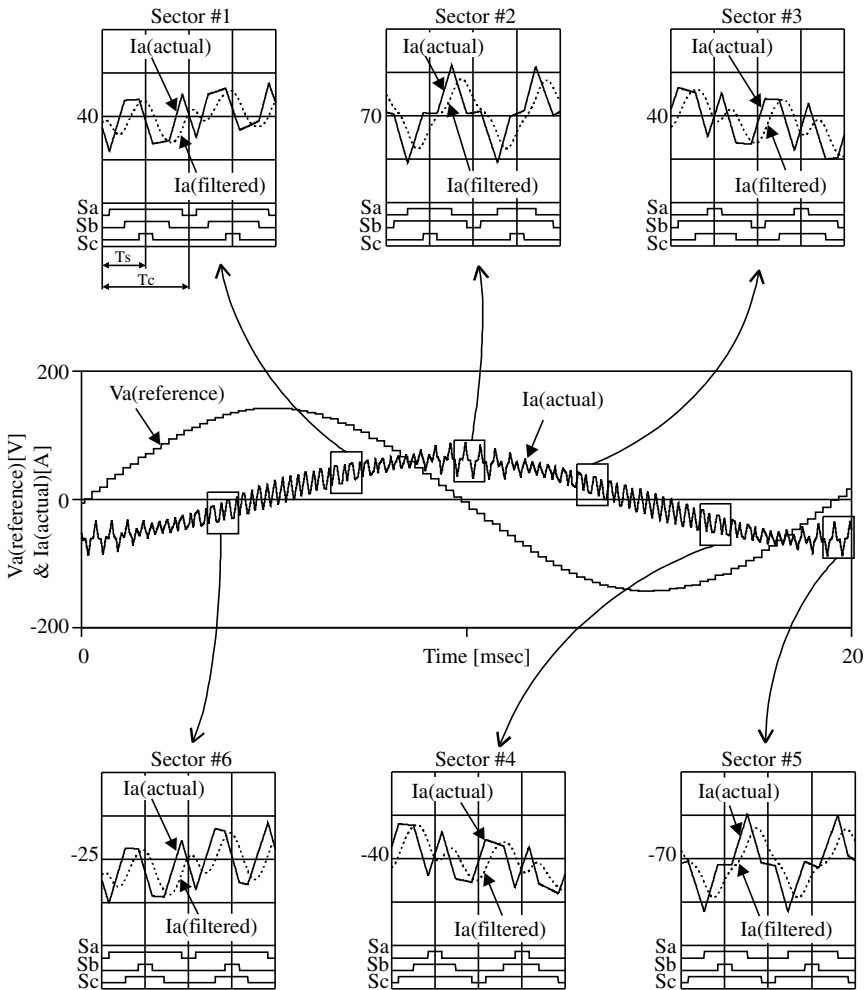 Sector #1
Ia(actual)
40
Ia(filtered)
Sa
Sb
Sc
Ts
Tc
Sector #2
Ia(actual)
70
Ia(filtered)
Sa
Sb
Sc
Sector #3
Ia(actual)
40
Ia(filtered)
Sa
Sb
Sc
Va(reference)[V]
& Ia(actual)[A]
200
0
-200
Va(reference)
Ia(actual)
0
Time [msec]
20
Sector #6
Ia(actual)
-25
Ia(filtered)
Sa
Sb
Sc
Sector #4
Ia(actual)
-40
Ia(filtered)
Sa
Sb
Sc
Sector #5
Ia(actual)
-70
Ia(filtered)
Sa
Sb
Sc